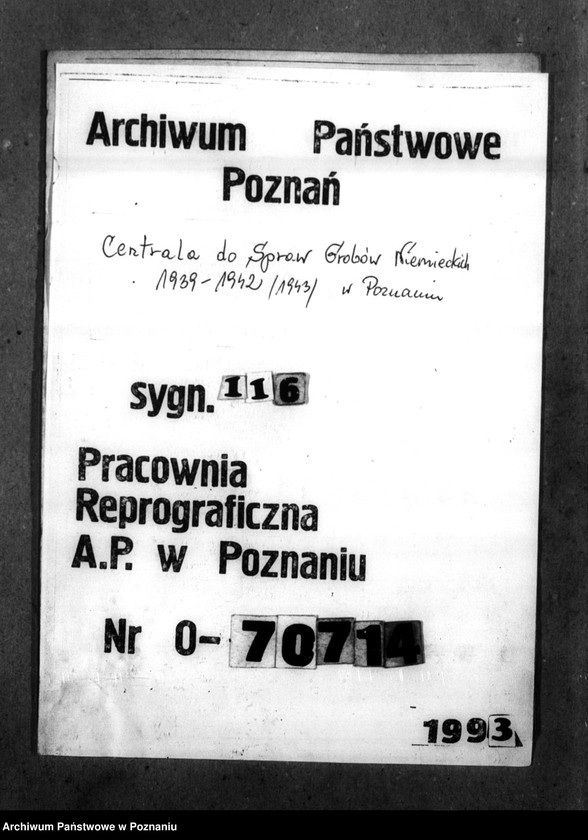 Archiwum Państwowe
Poznań
Centrala do Spraw Grobów Niemieckich
1939-1942 /1943/ w Poznaniu
sygn. 116
Pracownia
Reprograficzna
A.P. w Poznaniu
Nr 0-70714
1993
Archiwum Państwowe w Poznaniu